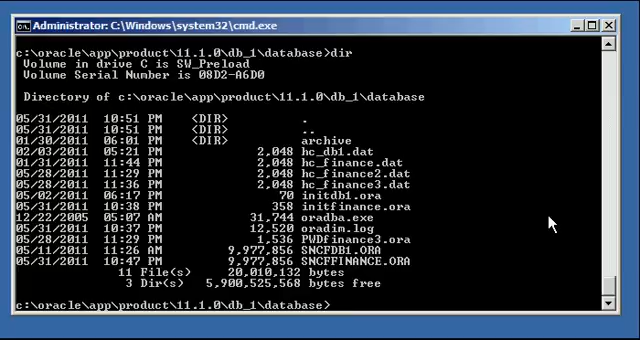 Administrator: C:\Windows\system32\cmd.exe
c:\oracle\app\product\11.1.0\db_1\database>dir
Volume in drive C is SW_Preload
Volume Serial Number is 08D2-A6D0
Directory of c:\oracle\app\product\11.1.0\db_1\database
05/31/2011 10:51 PM <DIR> .
05/31/2011 10:51 PM <DIR> ..
01/30/2011 06:01 PM <DIR> archive
02/03/2011 05:21 PM 2,048 hc_db1.dat
01/31/2011 11:44 PM 2,048 hc_finance.dat
05/28/2011 11:29 PM 2,048 hc_finance2.dat
05/28/2011 11:36 PM 2,048 hc_finance3.dat
05/02/2011 06:17 PM 70 initdb1.ora
05/31/2011 10:38 PM 358 initfinance.ora
12/22/2005 05:07 AM 31,744 oradba.exe
05/31/2011 10:37 PM 12,520 oradim.log
05/28/2011 11:29 PM 1,536 PWDfinance3.ora
05/11/2011 11:26 AM 9,977,856 SNCFDB1.ORA
05/31/2011 10:47 PM 9,977,856 SNCFFINANCE.ORA
11 File(s) 20,010,132 bytes
3 Dir(s) 5,900,525,568 bytes free
c:\oracle\app\product\11.1.0\db_1\database>